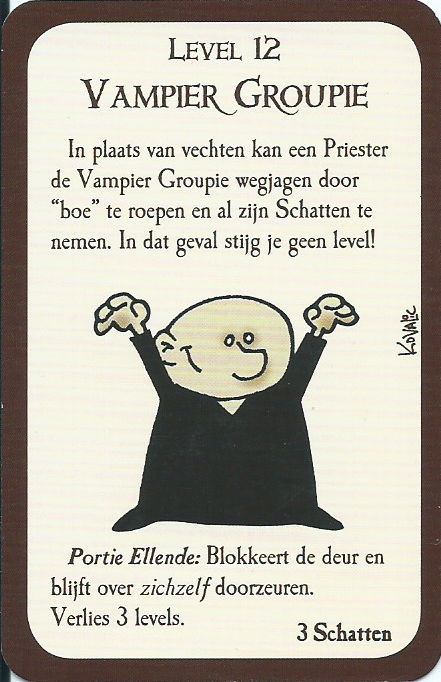 Level 12
Vampier Groupie
In plaats van vechten kan een Priester
de Vampier Groupie wegjagen door
“boe” te roepen en al zijn Schatten te
nemen. In dat geval stijg je geen level!
Kovalic
Portie Ellende: Blokkeert de deur en
blijft over zichzelf doorzeuren.
Verlies 3 levels.
3 Schatten